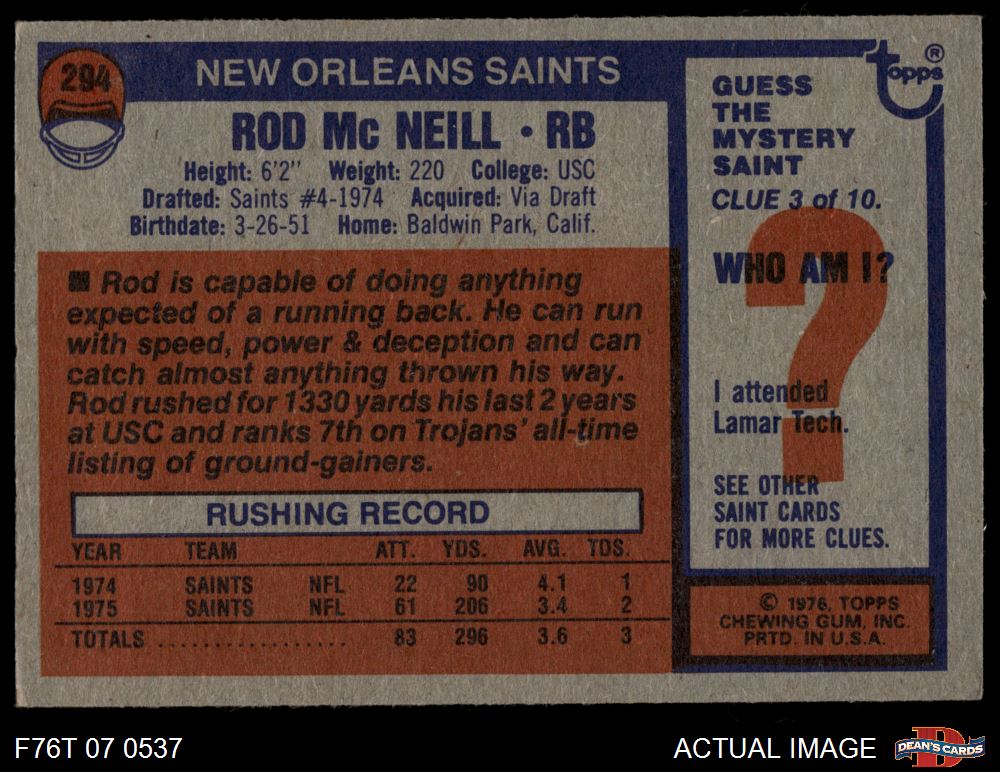 294
NEW ORLEANS SAINTS
ROD Mc NEILL • RB
Height: 6'2" Weight: 220 College: USC
Drafted: Saints #4-1974 Acquired: Via Draft
Birthdate: 3-26-51 Home: Baldwin Park, Calif.
■ Rod is capable of doing anything
expected of a running back. He can run
with speed, power & deception and can
catch almost anything thrown his way.
Rod rushed for 1330 yards his last 2 years
at USC and ranks 7th on Trojans' all-time
listing of ground-gainers.
RUSHING RECORD
YEAR TEAM ATT. YDS. AVG. TDS.
1974 SAINTS NFL 22 90 4.1 1
1975 SAINTS NFL 61 206 3.4 2
TOTALS ................. 83 296 3.6 3
topps®
GUESS
THE
MYSTERY
SAINT
CLUE 3 of 10.
?
WHO AM I?
I attended
Lamar Tech.
SEE OTHER
SAINT CARDS
FOR MORE CLUES.
© 1976, TOPPS
CHEWING GUM, INC.
PRTD. IN U.S.A.
F76T 07 0537
ACTUAL IMAGE
D
DEAN'S CARDS